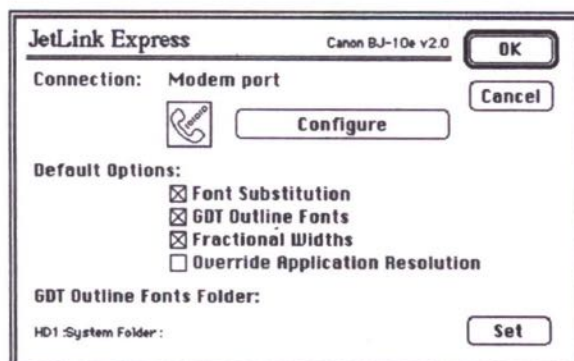 JetLink Express Canon BJ-10e v2.0 OK
Connection: Modem port
Cancel
Configure
Default Options:
Font Substitution
GDT Outline Fonts
Fractional Widths
Override Application Resolution
GDT Outline Fonts Folder:
HD1 :System Folder : Set